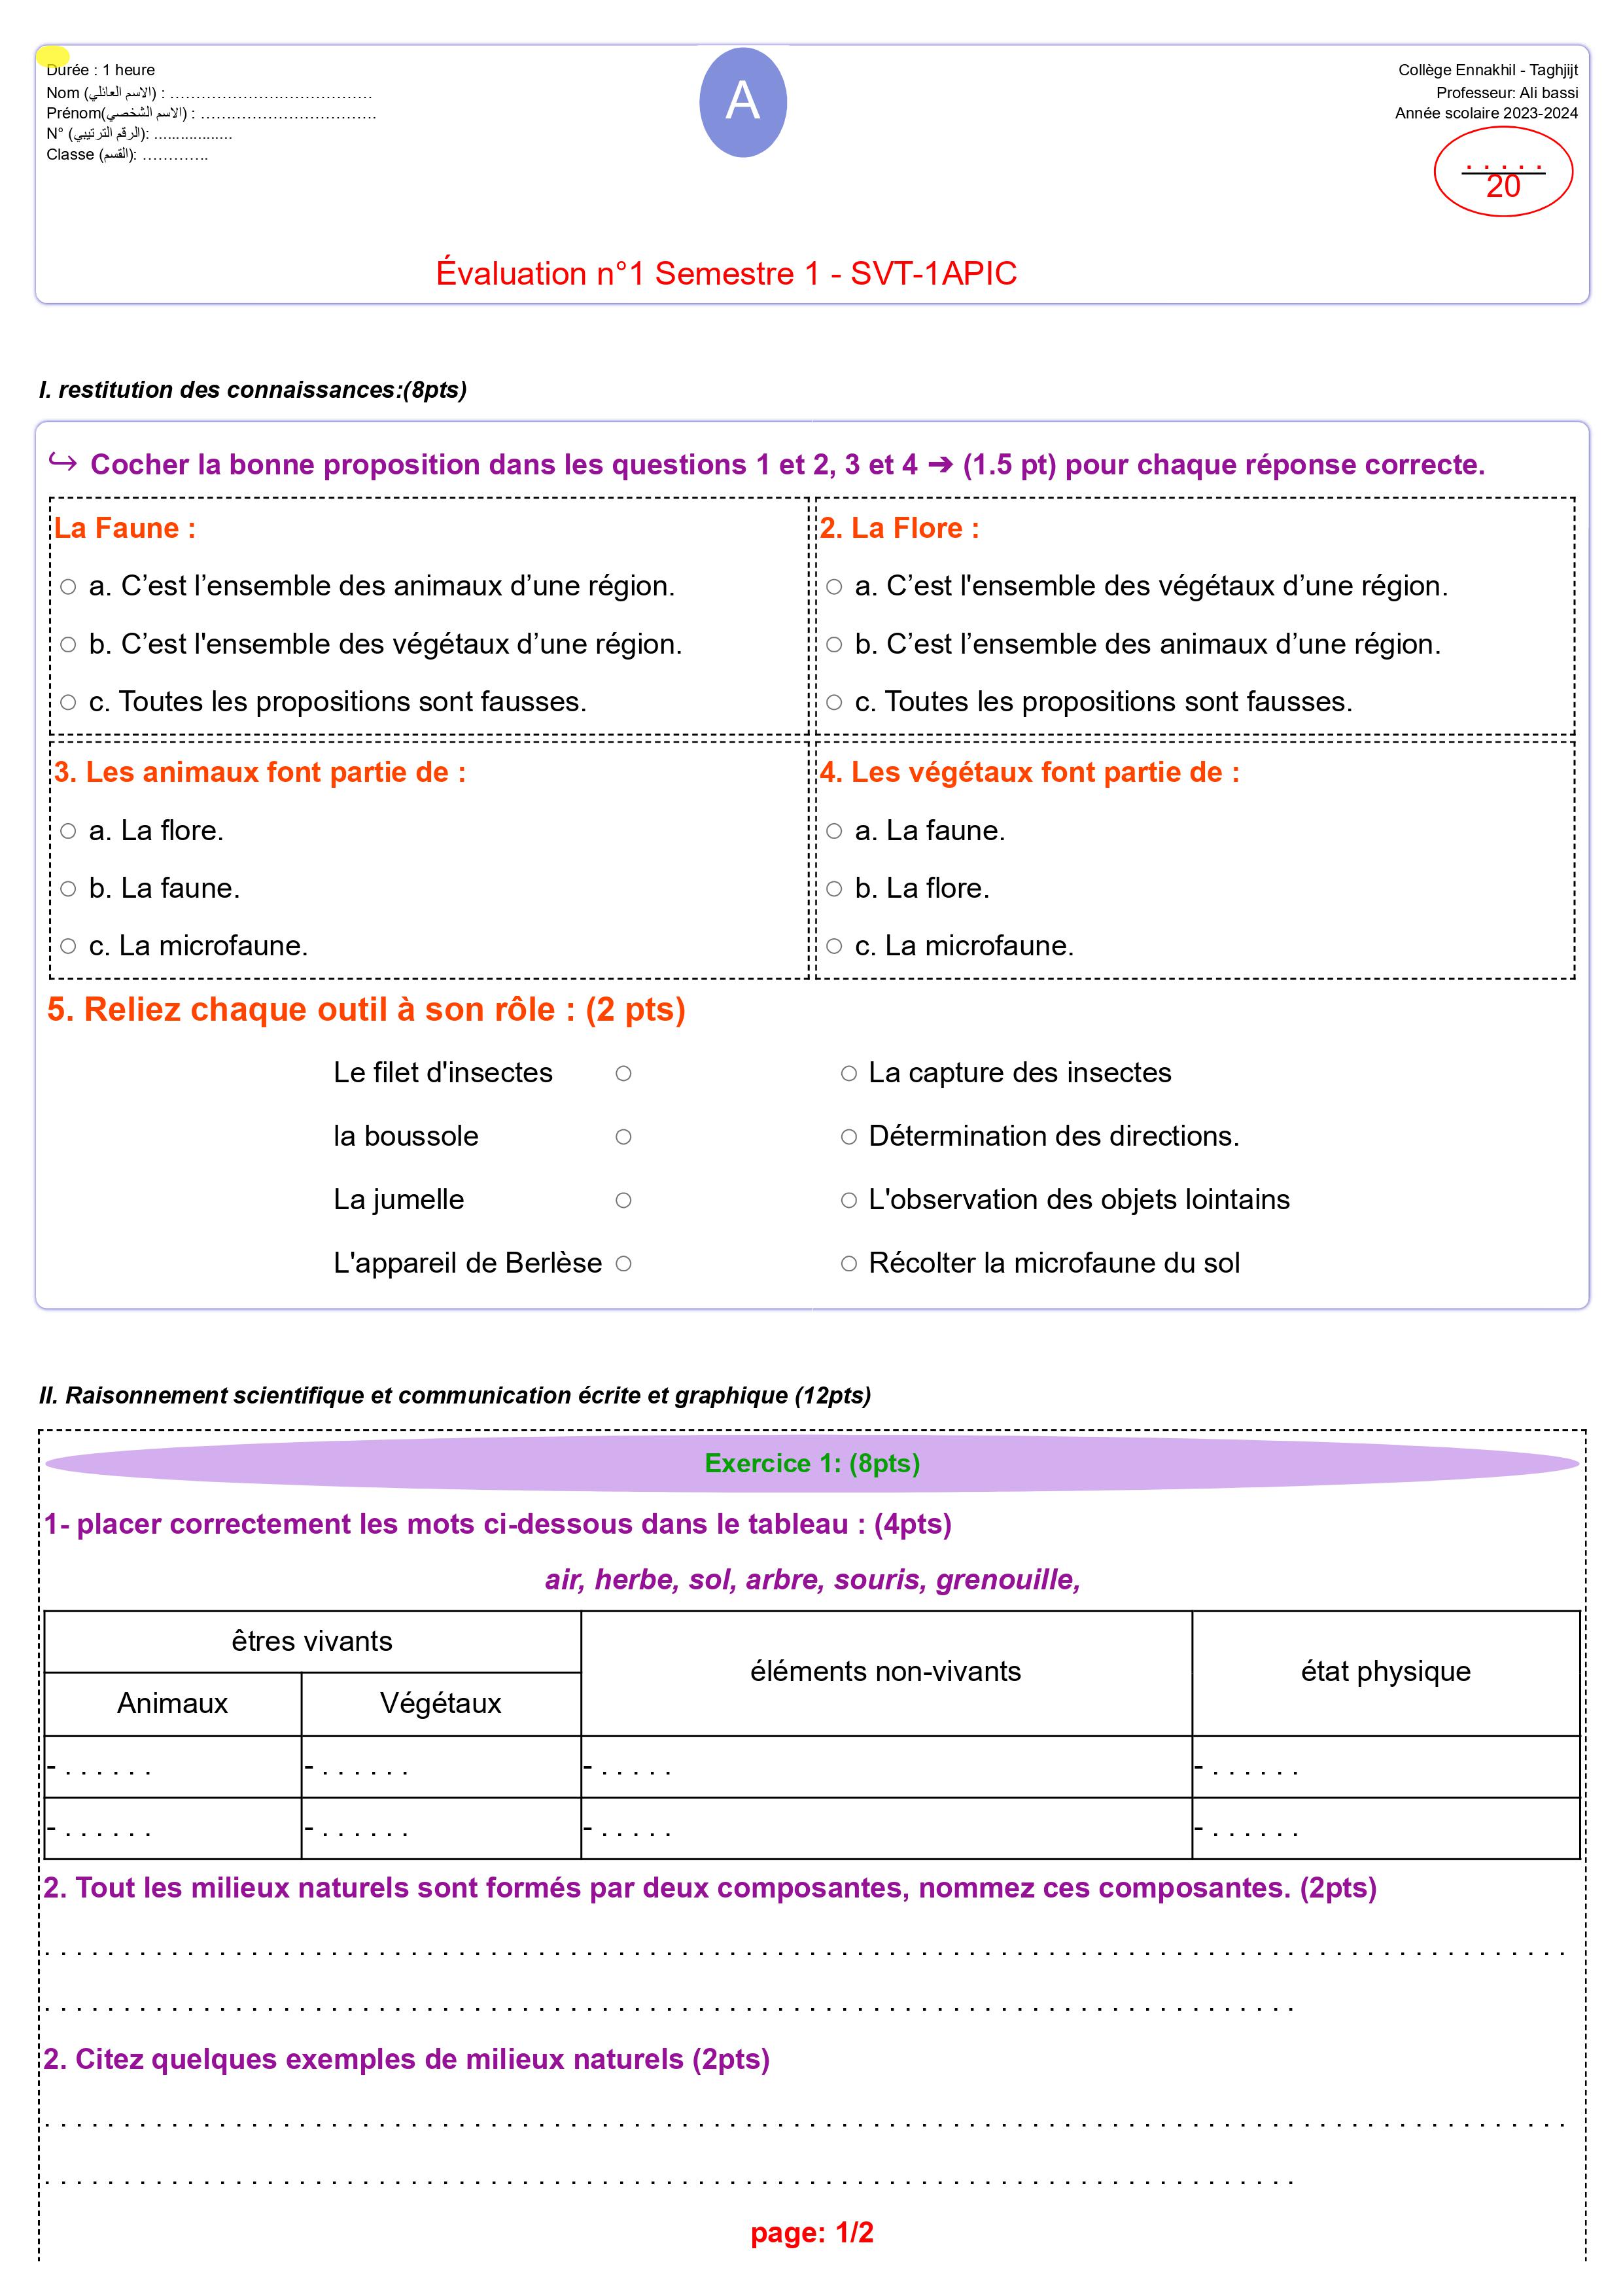 Durée : 1 heure
Nom (الاسم العائلي) : …………………………………
Prénom(الاسم الشخصي) : …………………………….
N° (الرقم الترتيبي): ..................
Classe (القسم): ………….
A
Collège Ennakhil - Taghjijt
Professeur: Ali bassi
Année scolaire 2023-2024
. . . . .
20
Évaluation n°1 Semestre 1 - SVT-1APIC
I. restitution des connaissances:(8pts)
↪ Cocher la bonne proposition dans les questions 1 et 2, 3 et 4 ➔ (1.5 pt) pour chaque réponse correcte.
La Faune :
a. C’est l’ensemble des animaux d’une région.
b. C’est l'ensemble des végétaux d’une région.
c. Toutes les propositions sont fausses.
2. La Flore :
a. C’est l'ensemble des végétaux d’une région.
b. C’est l’ensemble des animaux d’une région.
c. Toutes les propositions sont fausses.
3. Les animaux font partie de :
a. La flore.
b. La faune.
c. La microfaune.
4. Les végétaux font partie de :
a. La faune.
b. La flore.
c. La microfaune.
5. Reliez chaque outil à son rôle : (2 pts)
Le filet d'insectes La capture des insectes
la boussole Détermination des directions.
La jumelle L'observation des objets lointains
L'appareil de Berlèse Récolter la microfaune du sol
II. Raisonnement scientifique et communication écrite et graphique (12pts)
Exercice 1: (8pts)
1- placer correctement les mots ci-dessous dans le tableau : (4pts)
air, herbe, sol, arbre, souris, grenouille,
êtres vivants
éléments non-vivants
état physique
Animaux Végétaux
- . . . . . . - . . . . . . - . . . . . - . . . . . .
- . . . . . . - . . . . . . - . . . . . - . . . . . .
2. Tout les milieux naturels sont formés par deux composantes, nommez ces composantes. (2pts)
2. Citez quelques exemples de milieux naturels (2pts)
page: 1/2